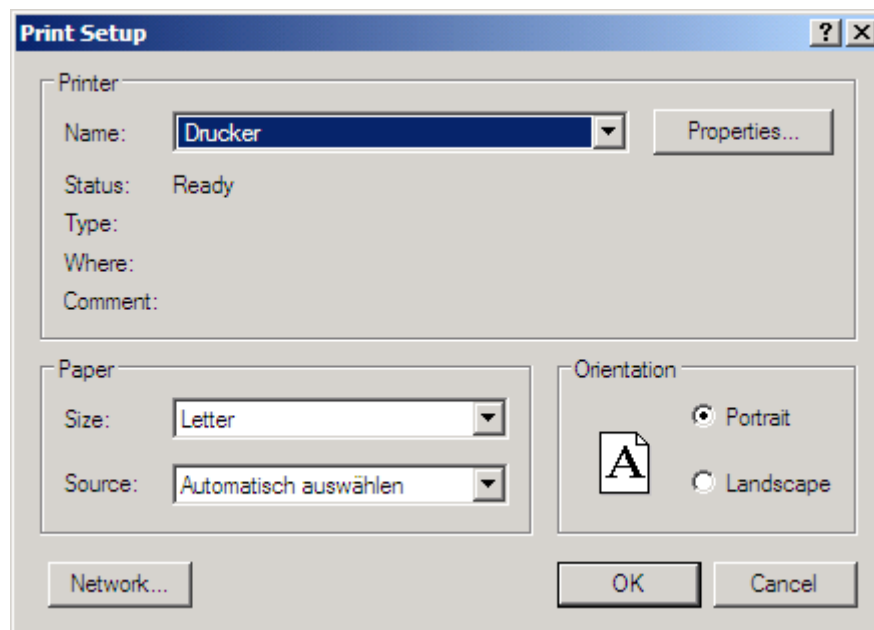 Print Setup
Printer
Name: Drucker Properties...
Status: Ready
Type:
Where:
Comment:
Paper
Size: Letter
Source: Automatisch auswählen
Orientation
A
Portrait
Landscape
Network... OK Cancel